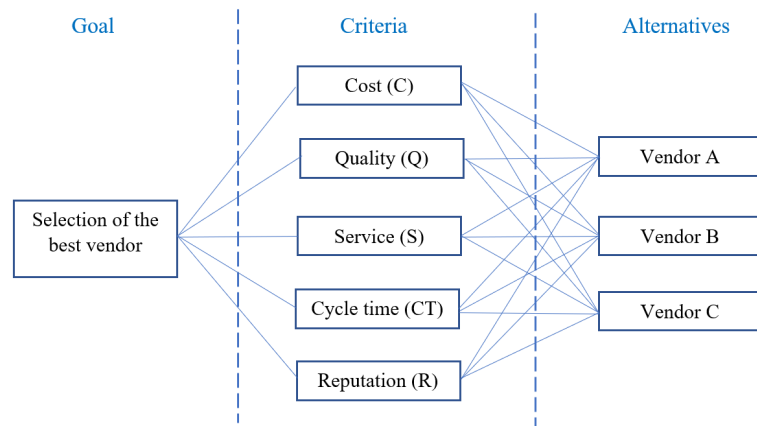 Goal
Criteria
Alternatives
Cost (C)
Quality (Q)
Vendor A
Selection of the
best vendor
Service (S)
Vendor B
Cycle time (CT)
Vendor C
Reputation (R)